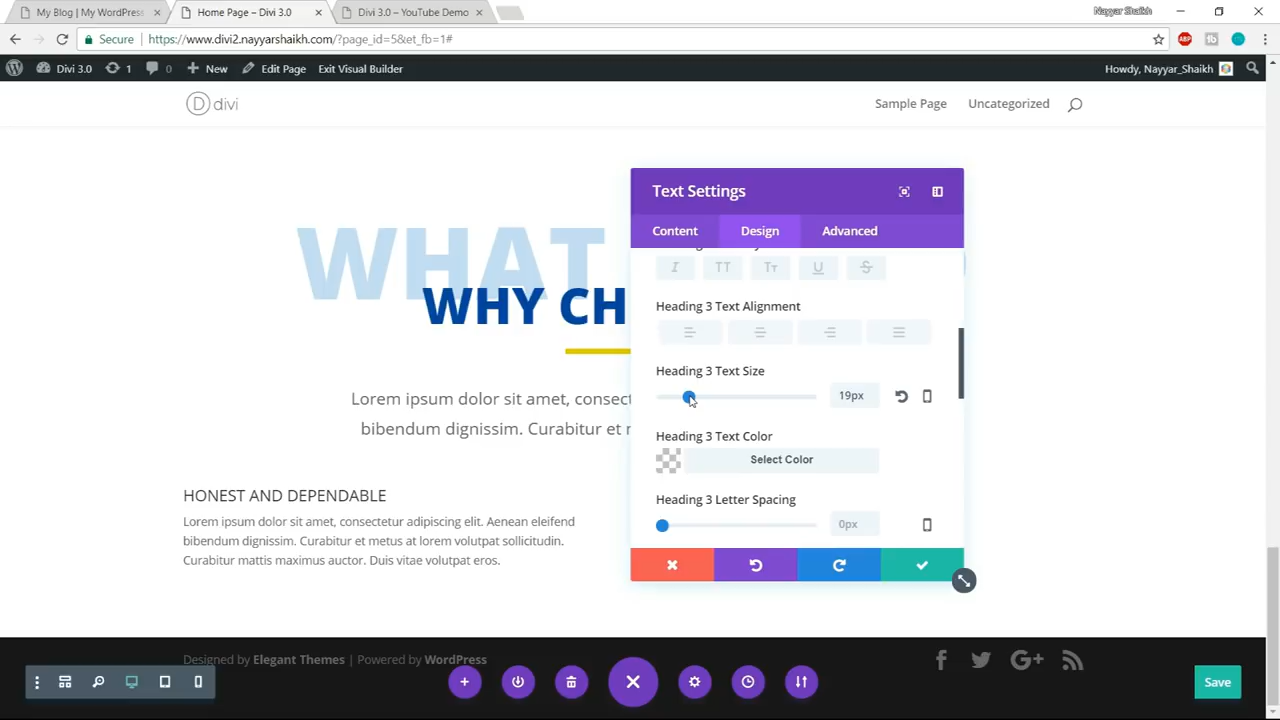 My Blog | My WordPress
Home Page – Divi 3.0
Divi 3.0 – YouTube Demo
Nayyar Shaikh
Secure
https://www.divi2.nayyarshaikh.com/?page_id=5&et_fb=1#
Divi 3.0
1
0
New
Edit Page
Exit Visual Builder
Howdy, Nayyar_Shaikh
divi
Sample Page
Uncategorized
WHAT
WHY CH
Lorem ipsum dolor sit amet, consect
bibendum dignissim. Curabitur et m
HONEST AND DEPENDABLE
Lorem ipsum dolor sit amet, consectetur adipiscing elit. Aenean eleifend
bibendum dignissim. Curabitur et metus at lorem volutpat sollicitudin.
Curabitur mattis maximus auctor. Duis vitae volutpat eros.
Text Settings
Content
Design
Advanced
I TT Tт U S
Heading 3 Text Alignment
Heading 3 Text Size
19px
Heading 3 Text Color
Select Color
Heading 3 Letter Spacing
0px
Designed by Elegant Themes | Powered by WordPress
Save